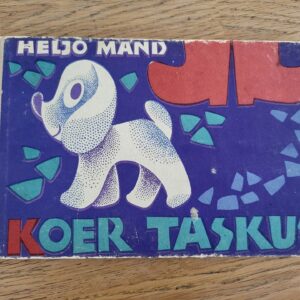 HELJO MÄND
KOER TASKUS